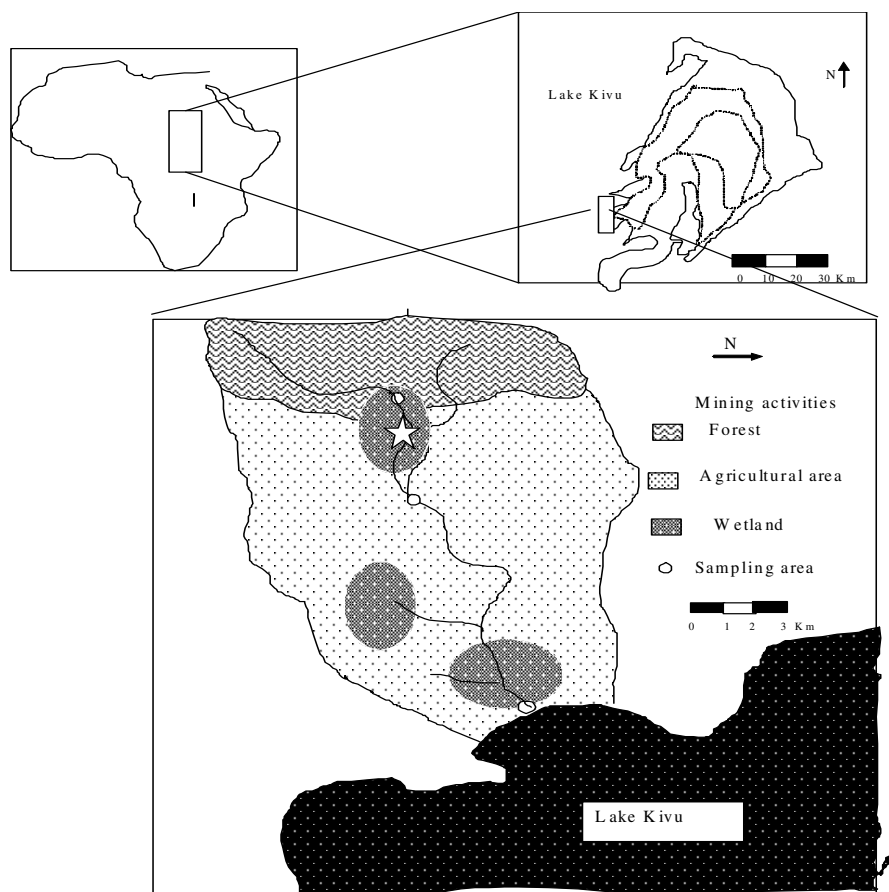 Lake Kivu
N
0 10 20 30 Km
N
Mining activities
Forest
Agricultural area
Wetland
Sampling area
0 1 2 3 Km
Lake Kivu